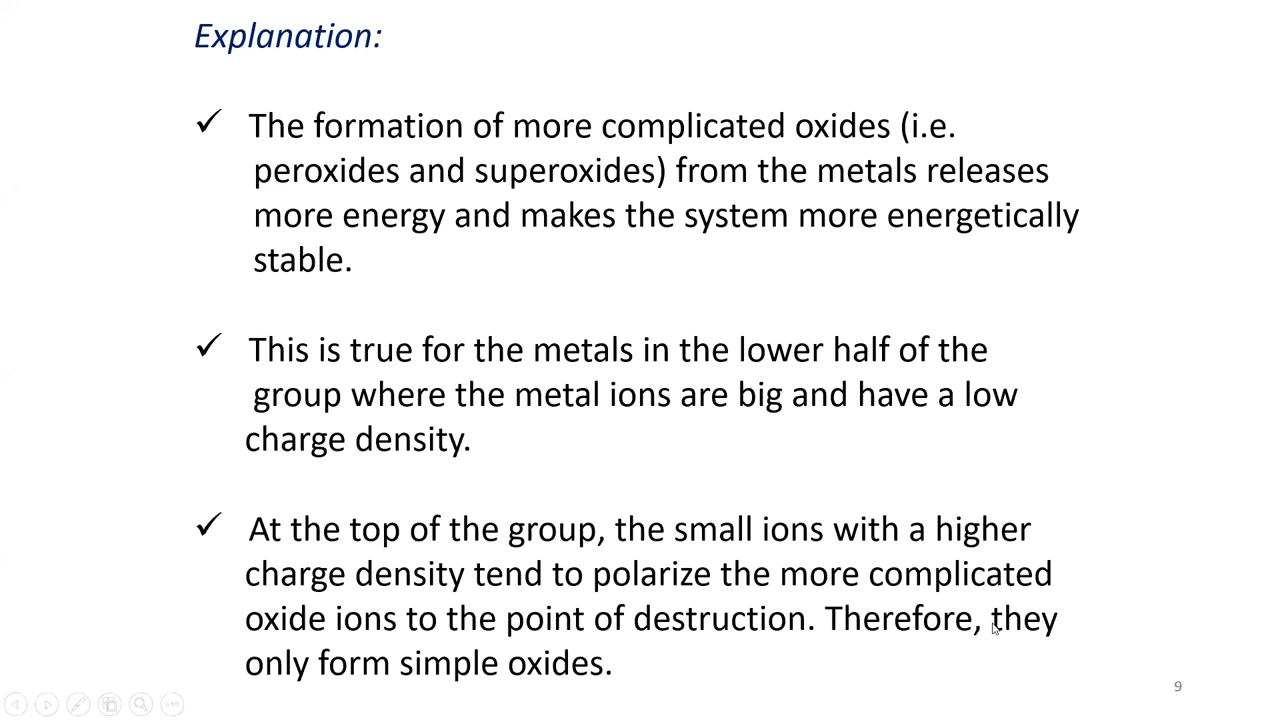 Explanation:
✓ The formation of more complicated oxides (i.e.
peroxides and superoxides) from the metals releases
more energy and makes the system more energetically
stable.
✓ This is true for the metals in the lower half of the
group where the metal ions are big and have a low
charge density.
✓ At the top of the group, the small ions with a higher
charge density tend to polarize the more complicated
oxide ions to the point of destruction. Therefore, they
only form simple oxides.
9